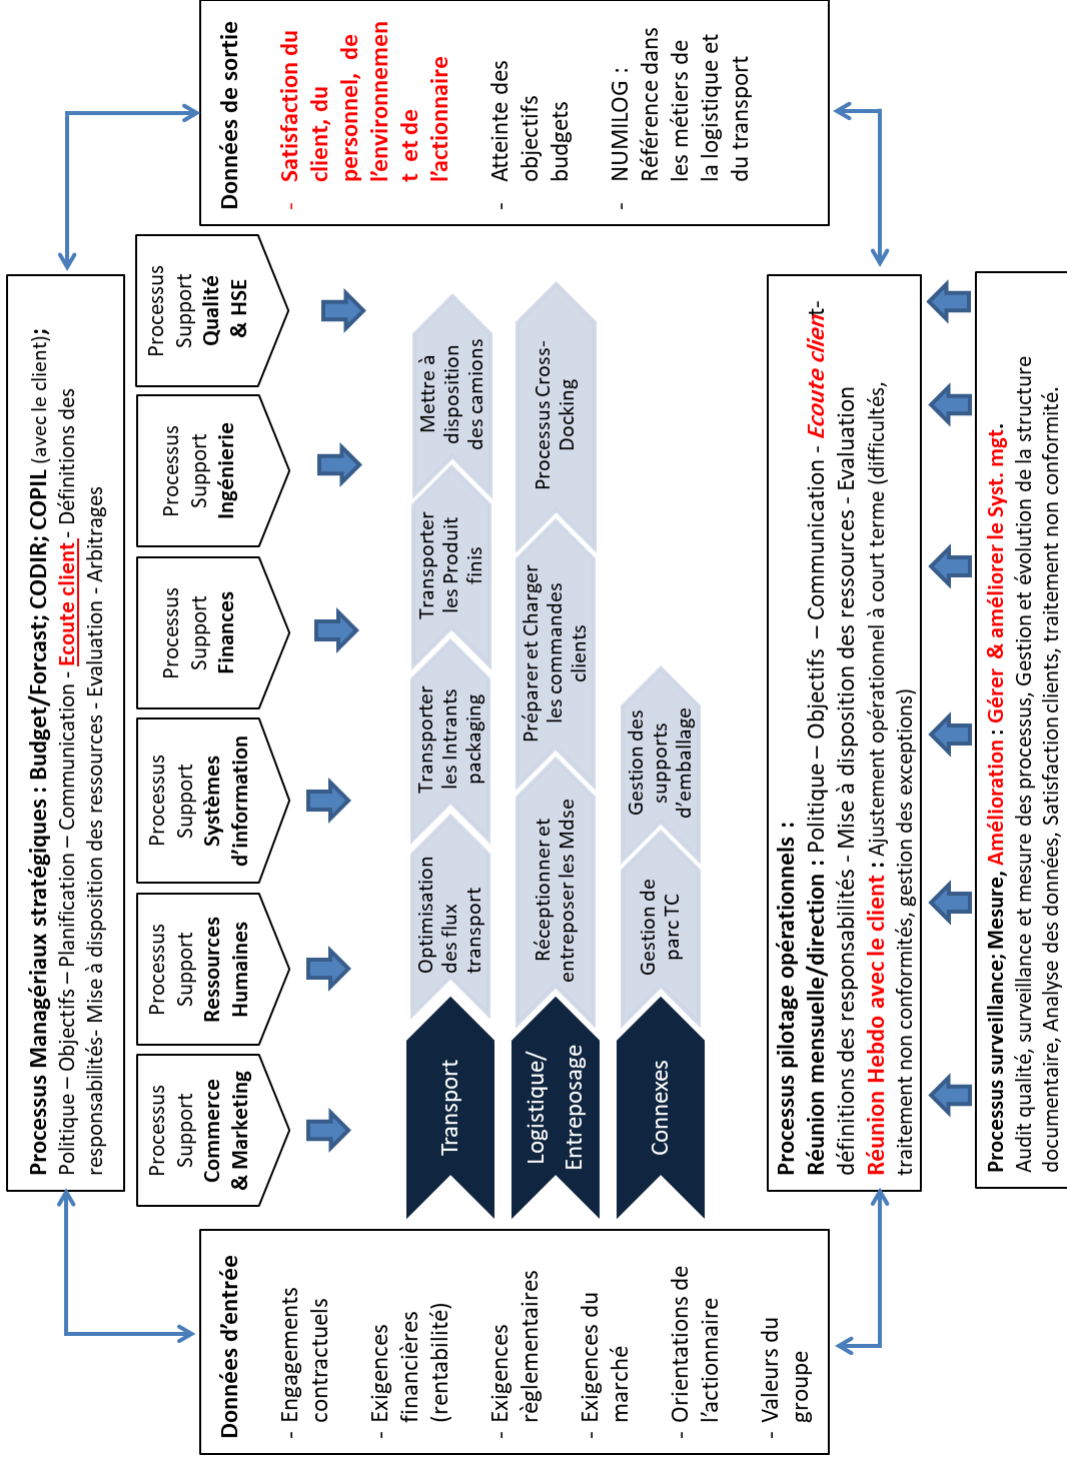 Processus Managériaux stratégiques : Budget/Forcast; CODIR; COPIL (avec le client);
Politique – Objectifs – Planification – Communication - Ecoute client - Définitions des
responsabilités- Mise à disposition des ressources - Evaluation - Arbitrages
Données d'entrée
- Engagements
contractuels
- Exigences
financières
(rentabilité)
- Exigences
règlementaires
- Exigences du
marché
- Orientations de
l'actionnaire
- Valeurs du
groupe
Processus
Support
Commerce
& Marketing
Processus
Support
Ressources
Humaines
Processus
Support
Systèmes
d'information
Processus
Support
Finances
Processus
Support
Ingénierie
Processus
Support
Qualité
& HSE
Transport
Optimisation
des flux
transport
Transporter
les Intrants
packaging
Transporter
les Produit
finis
Mettre à
disposition
des camions
Logistique/
Entreposage
Réceptionner et
entreposer les Mdse
Préparer et Charger
les commandes
clients
Processus Cross-
Docking
Connexes
Gestion de
parc TC
Gestion des
supports
d'emballage
Données de sortie
- Satisfaction du
client, du
personnel, de
l'environnemen
t et de
l'actionnaire
- Atteinte des
objectifs
budgets
- NUMILOG :
Référence dans
les métiers de
la logistique et
du transport
Processus pilotage opérationnels :
Réunion mensuelle/direction : Politique – Objectifs – Communication - Ecoute client-
définitions des responsabilités - Mise à disposition des ressources - Evaluation
Réunion Hebdo avec le client : Ajustement opérationnel à court terme (difficultés,
traitement non conformités, gestion des exceptions)
Processus surveillance; Mesure, Amélioration : Gérer & améliorer le Syst. mgt.
Audit qualité, surveillance et mesure des processus, Gestion et évolution de la structure
documentaire, Analyse des données, Satisfaction clients, traitement non conformité.